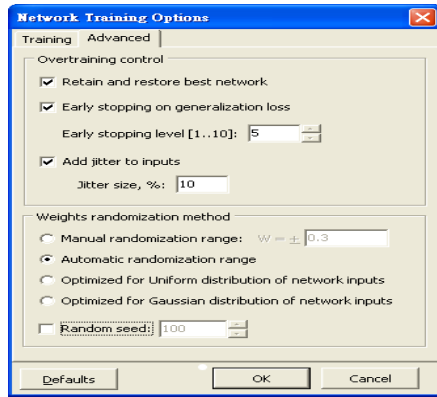 Network Training Options
Training Advanced
Overtraining control
Retain and restore best network
Early stopping on generalization loss
Early stopping level [1..10]: 5
Add jitter to inputs
Jitter size, %: 10
Weights randomization method
Manual randomization range: W = ± 0.3
Automatic randomization range
Optimized for Uniform distribution of network inputs
Optimized for Gaussian distribution of network inputs
Random seed: 100
Defaults OK Cancel